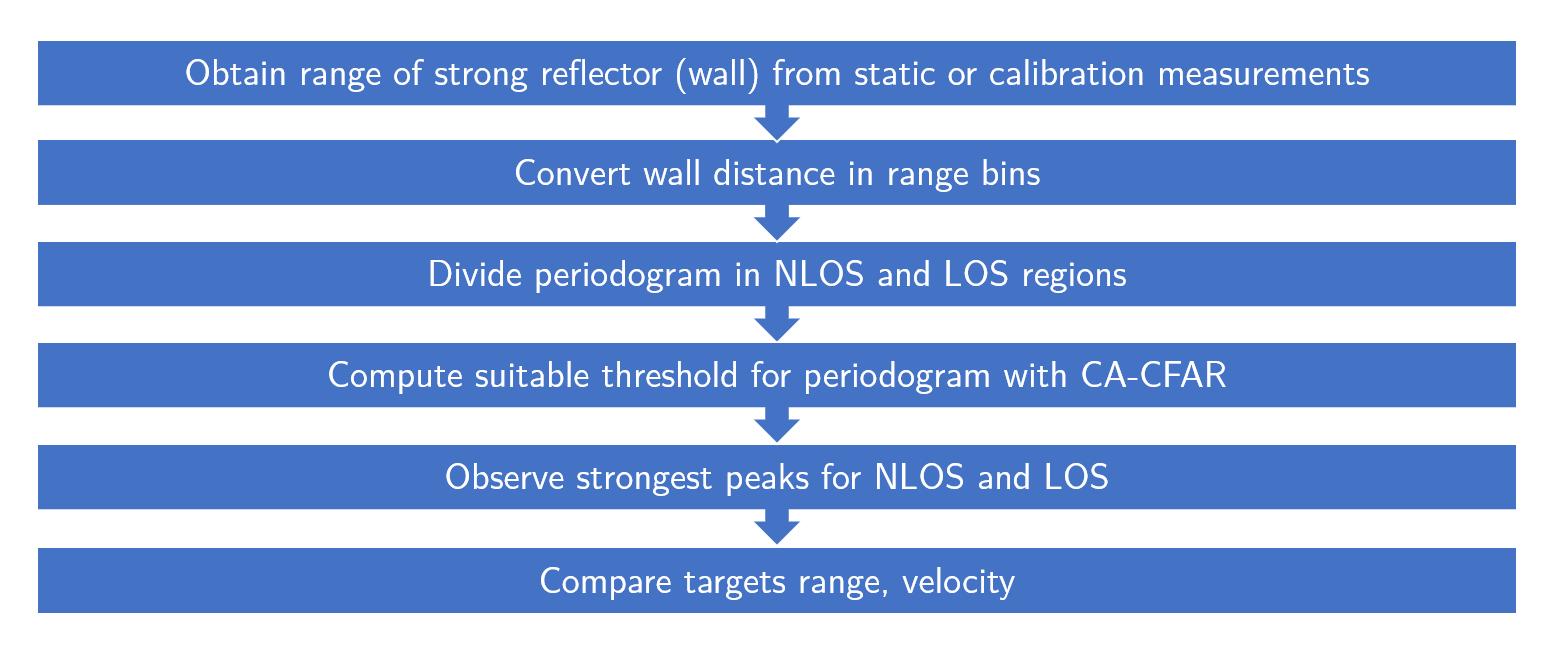 Obtain range of strong reflector (wall) from static or calibration measurements
Convert wall distance in range bins
Divide periodogram in NLOS and LOS regions
Compute suitable threshold for periodogram with CA-CFAR
Observe strongest peaks for NLOS and LOS
Compare targets range, velocity